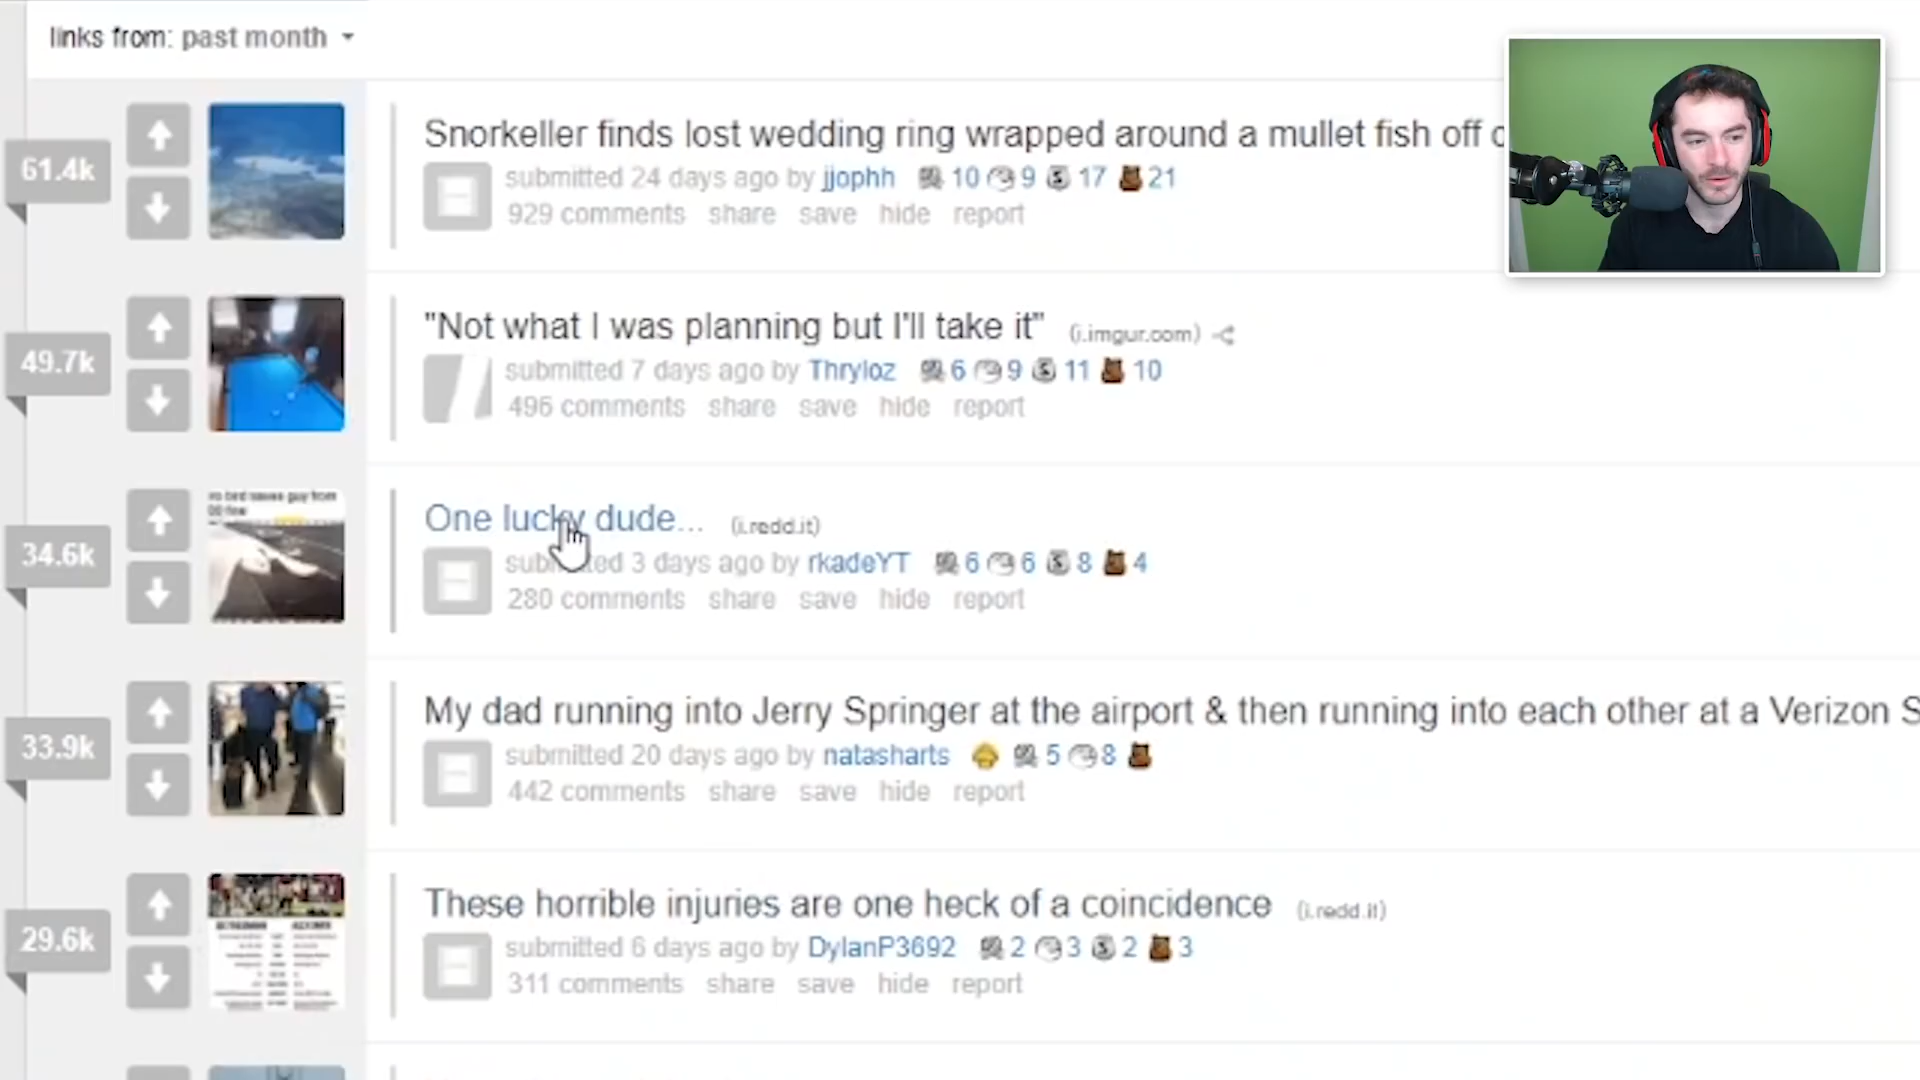 links from: past month
61.4k
Snorkeller finds lost wedding ring wrapped around a mullet fish off
submitted 24 days ago by jjophh 10 9 17 21
929 comments share save hide report
49.7k
"Not what I was planning but I'll take it" (i.imgur.com)
submitted 7 days ago by Thryloz 6 9 11 10
496 comments share save hide report
34.6k
One lucky dude... (i.redd.it)
submitted 3 days ago by rkadeYT 6 6 8 4
280 comments share save hide report
33.9k
My dad running into Jerry Springer at the airport & then running into each other at a Verizon S
submitted 20 days ago by natasharts 5 8
442 comments share save hide report
29.6k
These horrible injuries are one heck of a coincidence (i.redd.it)
submitted 6 days ago by DylanP3692 2 3 2 3
311 comments share save hide report